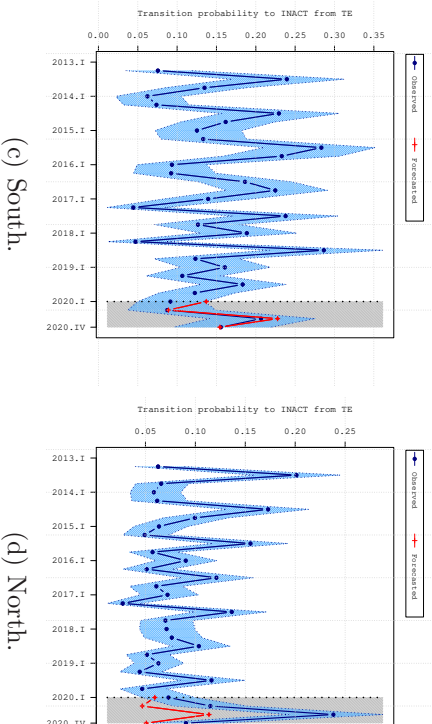 Transition probability to INACT from TE
0.00 0.05 0.10 0.15 0.20 0.25 0.30 0.35
2013.I
2014.I
2015.I
2016.I
2017.I
2018.I
2019.I
2020.I
2020.IV
Observed
Forecasted
(c) South.
Transition probability to INACT from TE
0.05 0.10 0.15 0.20 0.25
2013.I
2014.I
2015.I
2016.I
2017.I
2018.I
2019.I
2020.I
2020.IV
Observed
Forecasted
(d) North.